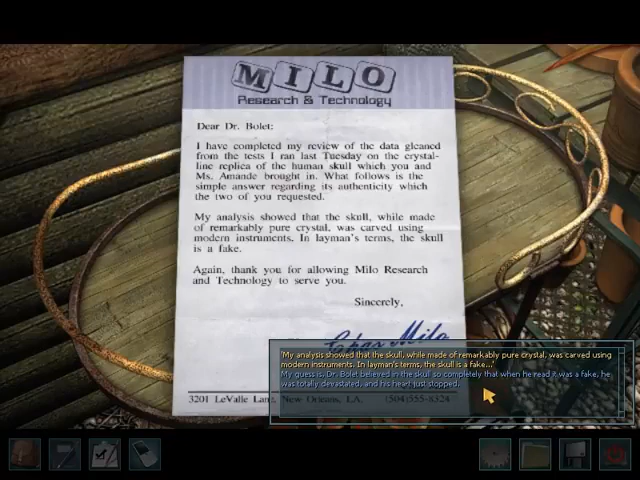 MILO
Research & Technology
Dear Dr. Bolet:
I have completed my review of the data gleaned
from the tests I ran last Tuesday on the crystal-
line replica of the human skull which you and
Ms. Amande brought in. What follows is the
simple answer regarding its authenticity which
the two of you requested.
My analysis showed that the skull, while made
of remarkably pure crystal, was carved using
modern instruments. In layman's terms, the skull
is a fake.
Again, thank you for allowing Milo Research
and Technology to serve you.
Sincerely,
Milo
'My analysis showed that the skull, while made of remarkably pure crystal, was carved using
modern instruments. In layman's terms, the skull is a fake...'
My guess is, Dr. Bolet believed in the skull so completely that when he read it was a fake, he
was totally devastated, and his heart just stopped.
3201 LeValle Lane, New Orleans, LA. (504)555-8324